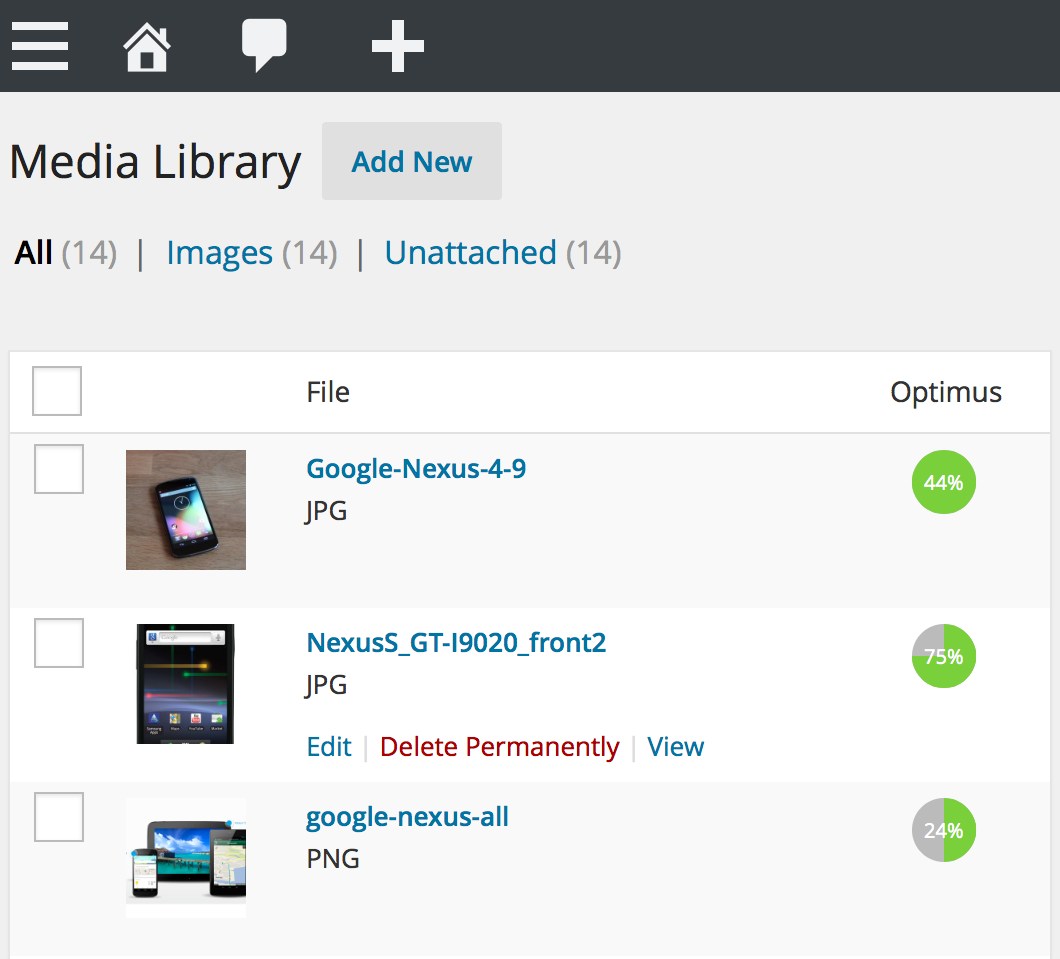 Media Library Add New
All (14) | Images (14) | Unattached (14)
File Optimus
Google-Nexus-4-9 44%
JPG
Google
NexusS_GT-I9020_front2 75%
JPG
Edit | Delete Permanently | View
google-nexus-all 24%
PNG